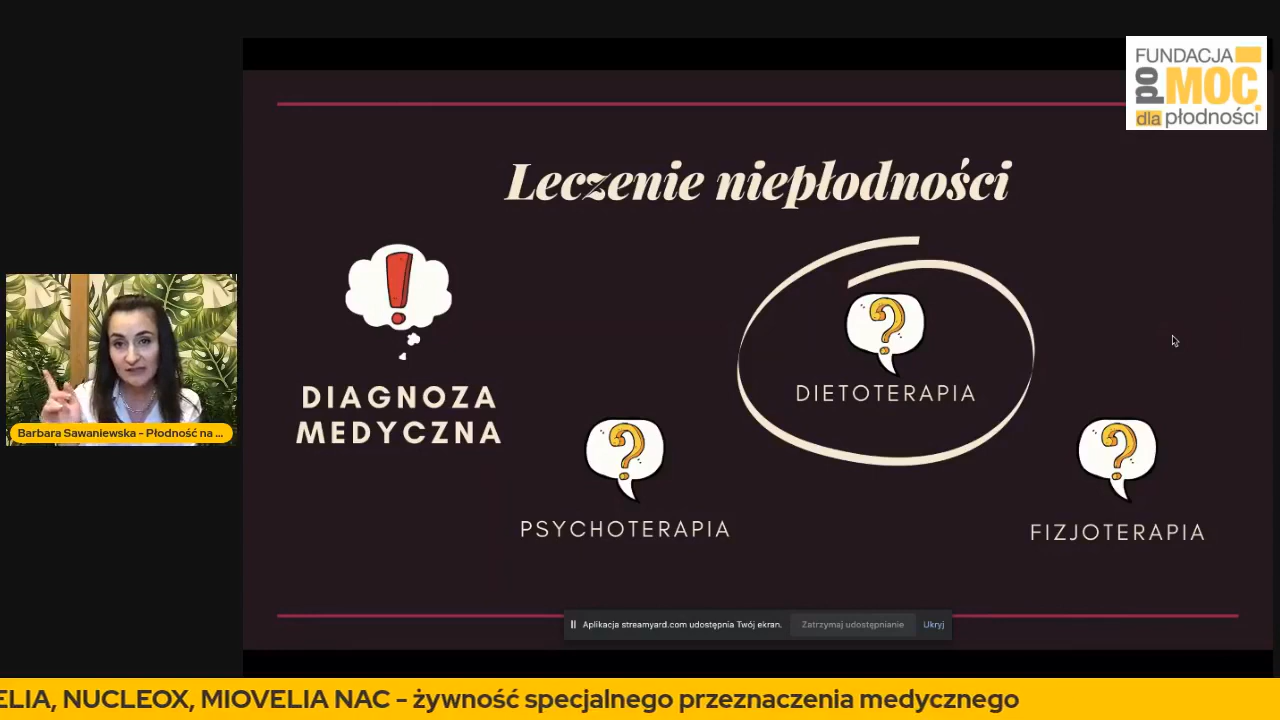 FUNDACJA
po MOC
dla płodności
Leczenie niepłodności
DIAGNOZA
MEDYCZNA
DIETOTERAPIA
PSYCHOTERAPIA
FIZJOTERAPIA
Barbara Sawaniewska - Płodność na ...
Aplikacja streamyard.com udostępnia Twój ekran.
Zatrzymaj udostępnianie
Ukryj
ELIA, NUCLEOX, MIOVELIA NAC - żywność specjalnego przeznaczenia medycznego